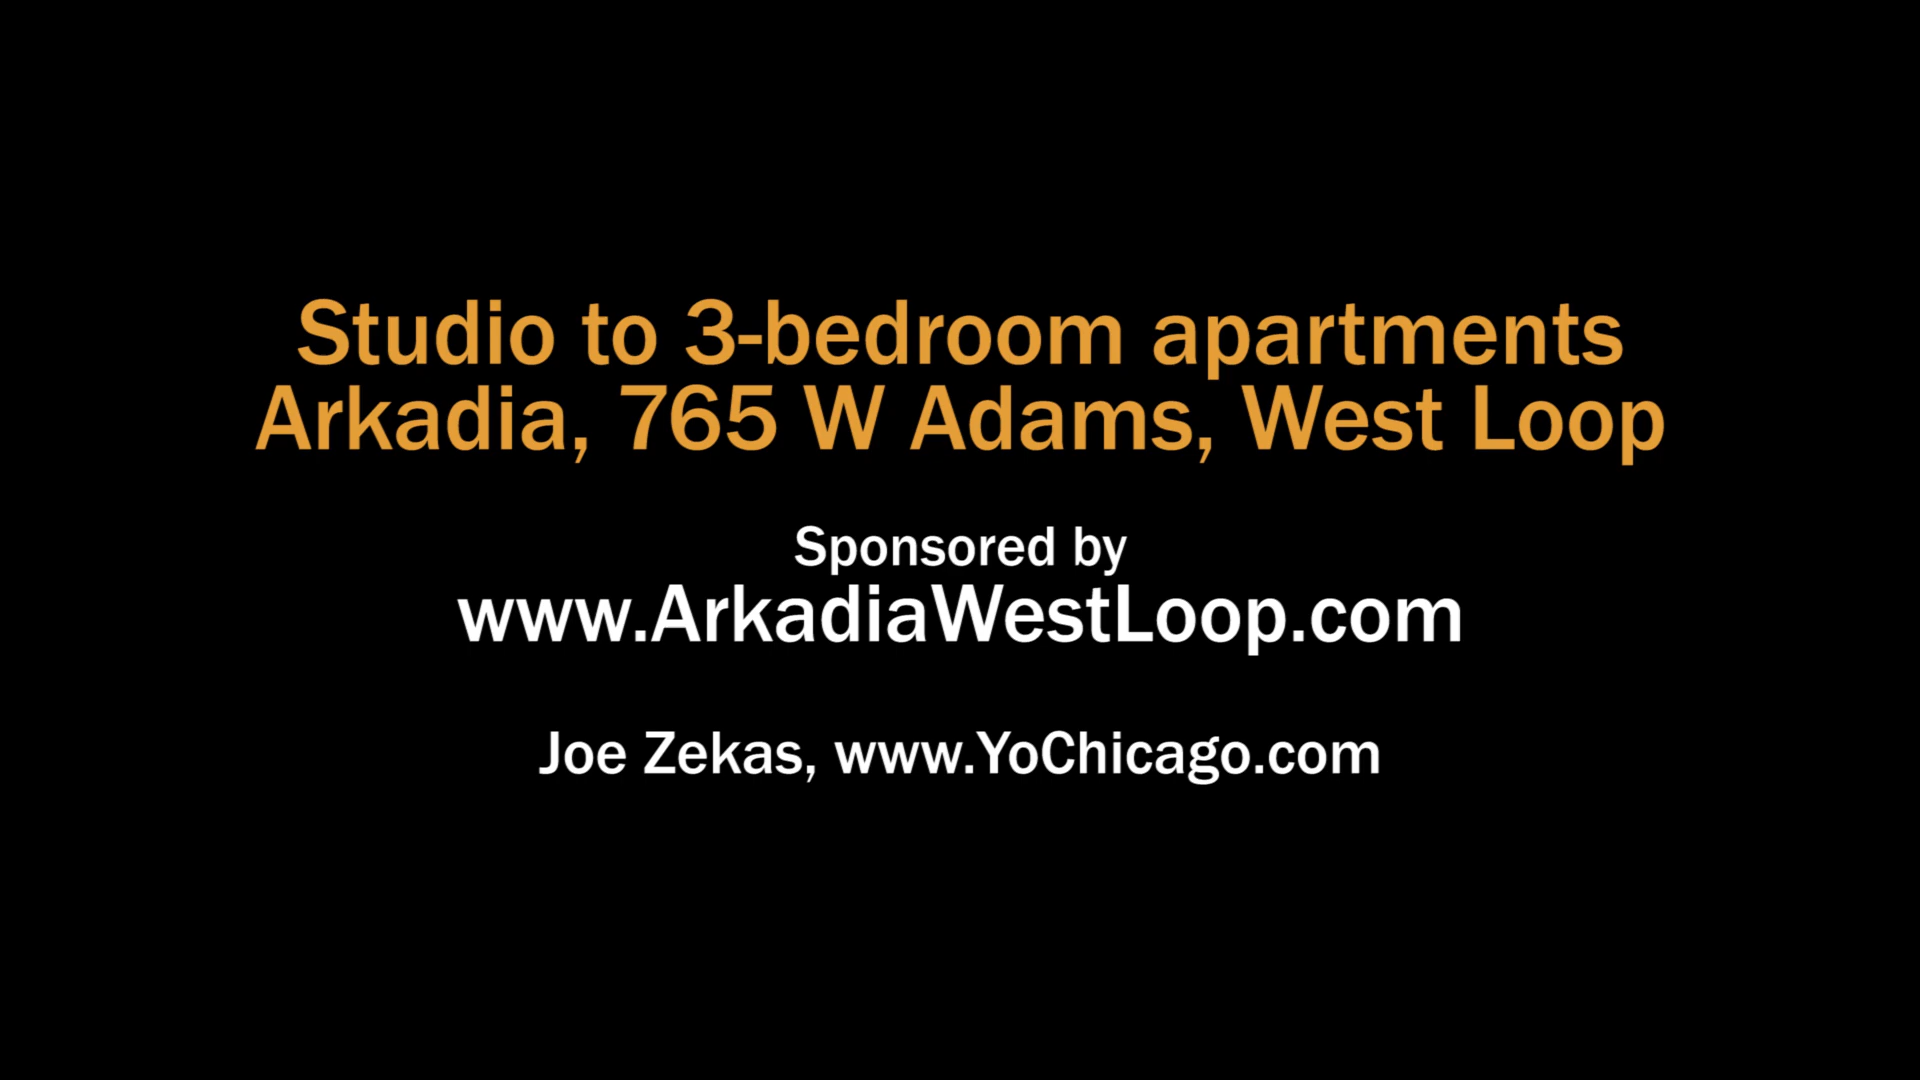 Studio to 3-bedroom apartments
Arkadia, 765 W Adams, West Loop
Sponsored by
www.ArkadiaWestLoop.com
Joe Zekas, www.YoChicago.com